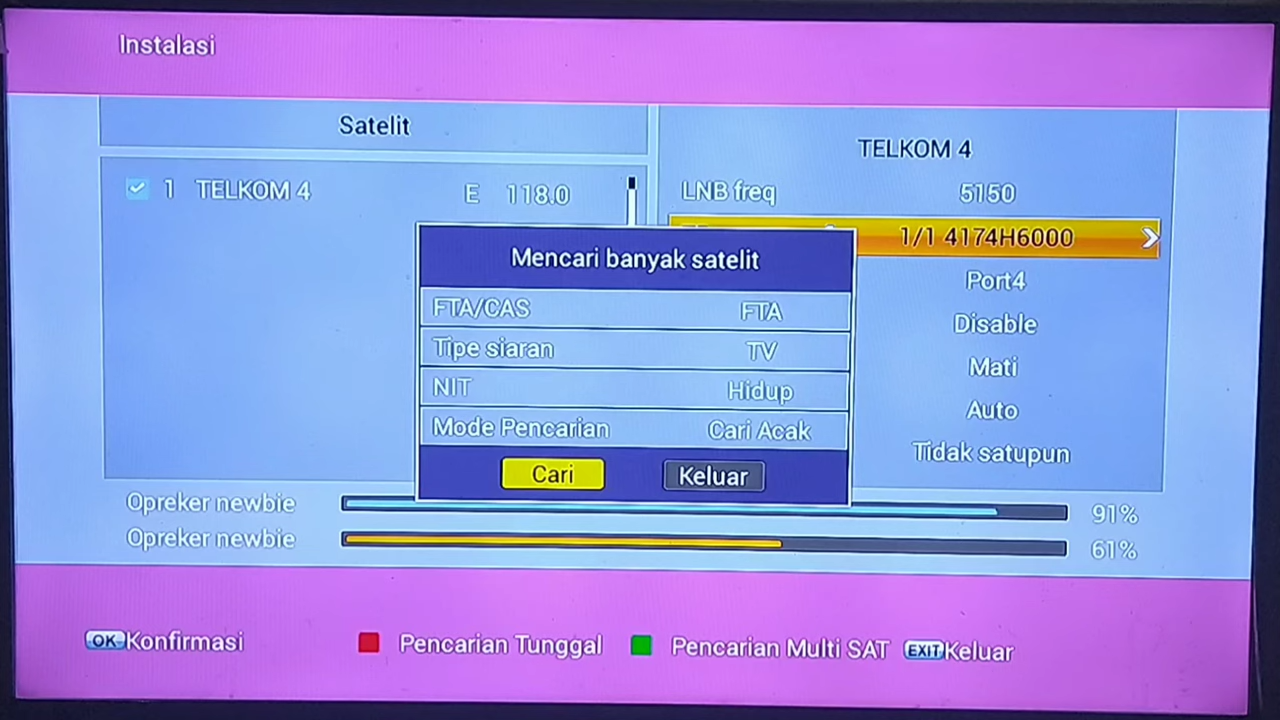 Instalasi
Satelit
TELKOM 4
1 TELKOM 4 E 118.0
LNB freq 5150
1/1 4174H6000
Port4
Disable
Mati
Auto
Tidak satupun
Mencari banyak satelit
FTA/CAS FTA
Tipe siaran TV
NIT Hidup
Mode Pencarian Cari Acak
Cari Keluar
Opreker newbie 91%
Opreker newbie 61%
OK Konfirmasi Pencarian Tunggal Pencarian Multi SAT EXIT Keluar